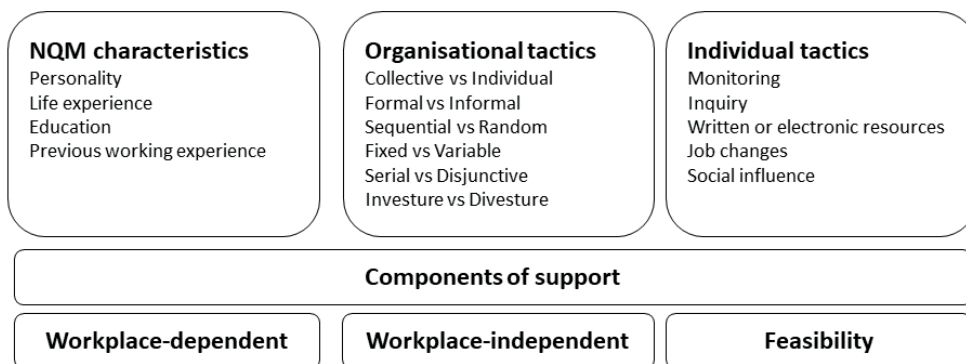 NQM characteristics
Personality
Life experience
Education
Previous working experience
Organisational tactics
Collective vs Individual
Formal vs Informal
Sequential vs Random
Fixed vs Variable
Serial vs Disjunctive
Investure vs Divesture
Individual tactics
Monitoring
Inquiry
Written or electronic resources
Job changes
Social influence
Components of support
Workplace-dependent
Workplace-independent
Feasibility